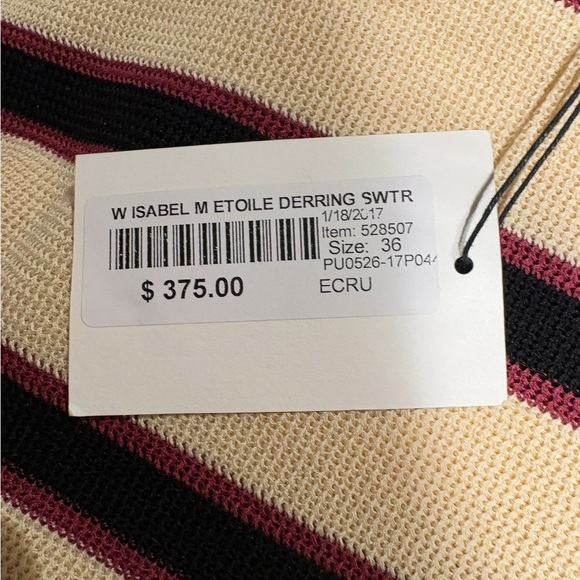 W ISABEL M ETOILE DERRING SWTR
1/18/2017
Item: 528507
Size: 36
PU0526-17P044
$ 375.00
ECRU